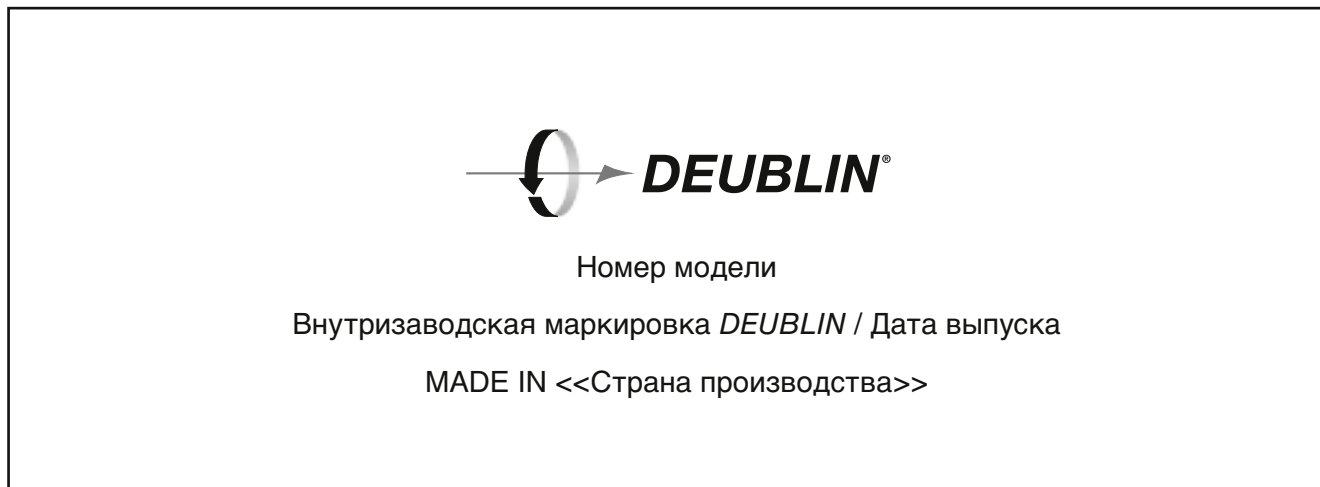 DEUBLIN®
Номер модели
Внутризаводская маркировка DEUBLIN / Дата выпуска
MADE IN <<Страна производства>>